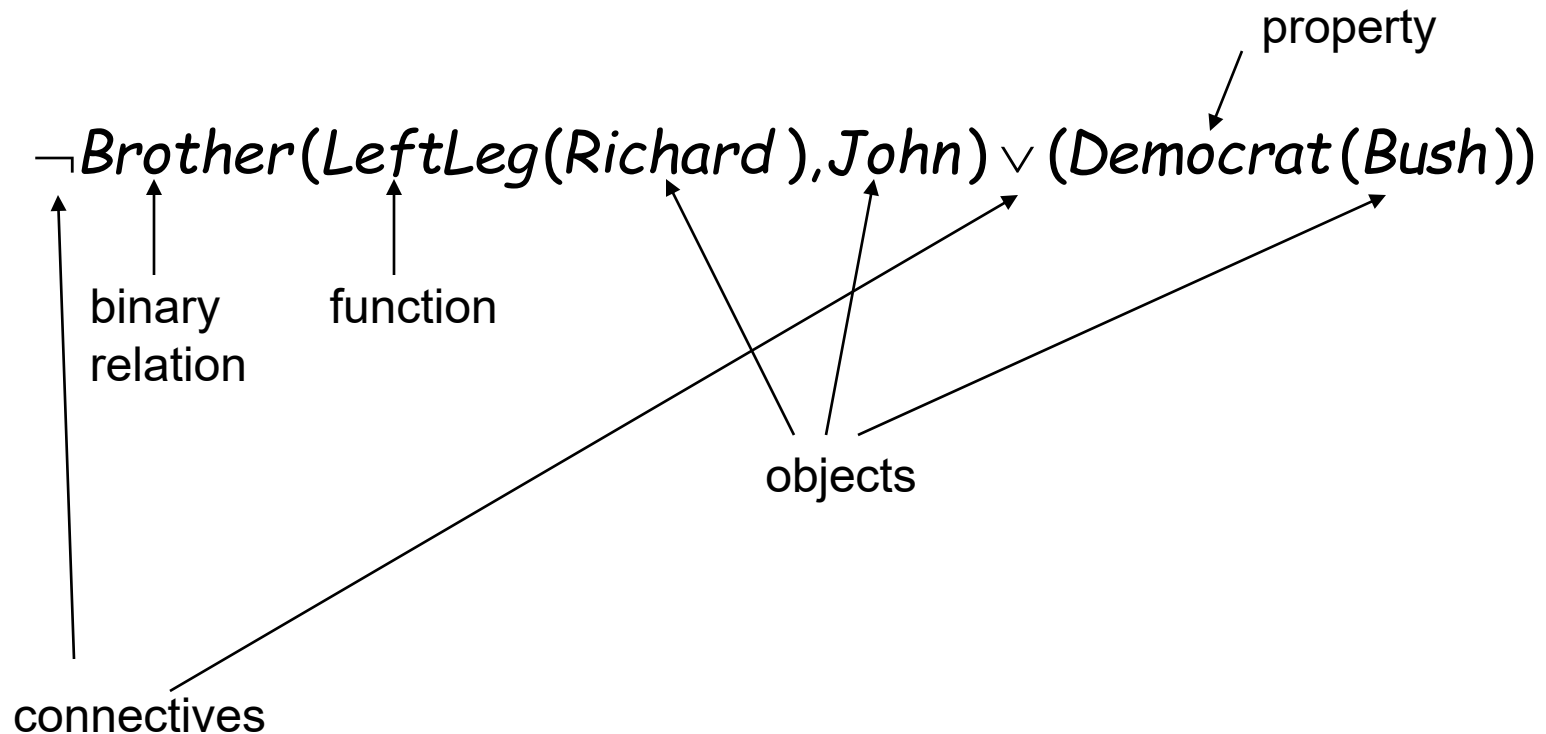 property
¬Brother(LeftLeg(Richard ),John) ∨ (Democrat(Bush))
binary
relation
function
objects
connectives